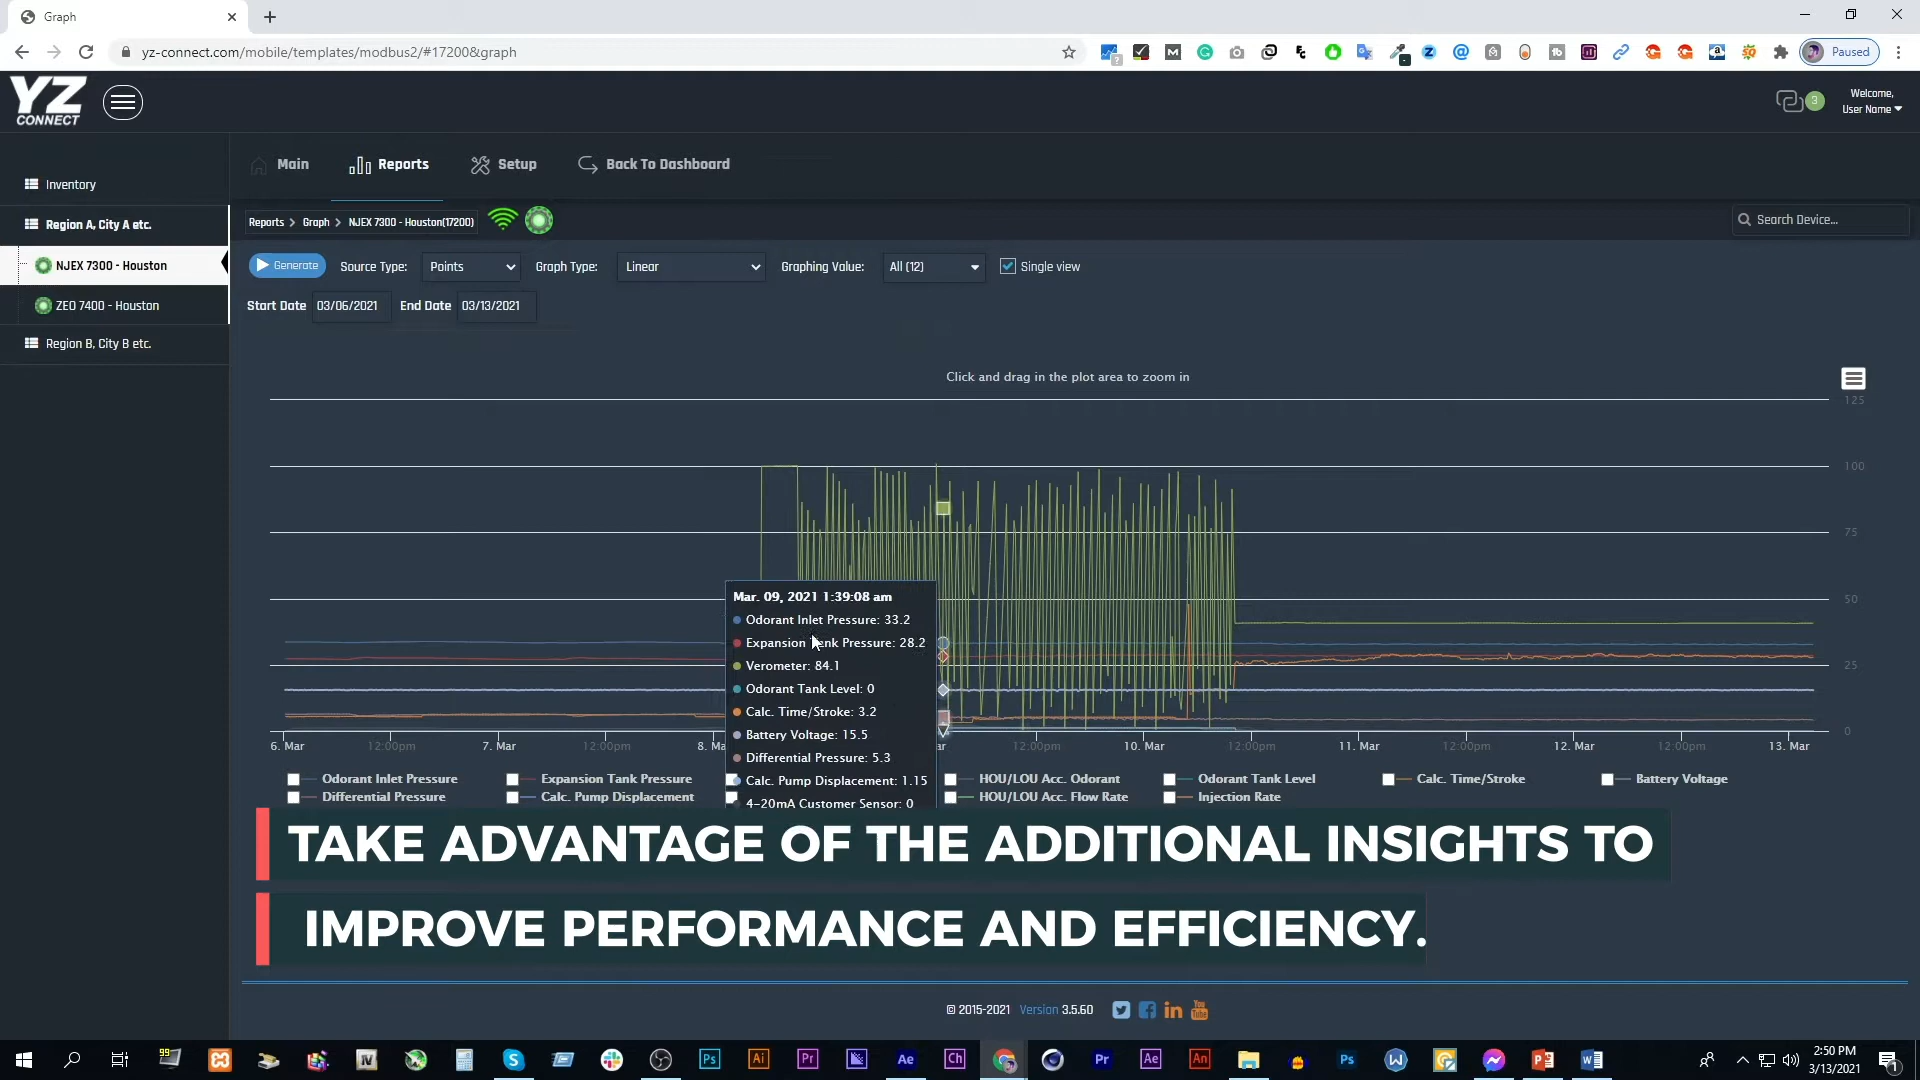 Graph
yz-connect.com/mobile/templates/modbus2/#17200&graph
Paused
YZ
CONNECT
3
Welcome,
User Name
Main
Reports
Setup
Back To Dashboard
Inventory
Region A, City A etc.
NJEX 7300 - Houston
ZEO 7400 - Houston
Region B, City B etc.
Reports > Graph > NJEX 7300 - Houston(17200)
Search Device...
Generate
Source Type:
Points
Graph Type:
Linear
Graphing Value:
All (12)
Single view
Start Date
03/06/2021
End Date
03/13/2021
Click and drag in the plot area to zoom in
125
100
75
50
25
0
Mar. 09, 2021 1:39:08 am
Odorant Inlet Pressure: 33.2
Expansion Tank Pressure: 28.2
Verometer: 84.1
Odorant Tank Level: 0
Calc. Time/Stroke: 3.2
Battery Voltage: 15.5
Differential Pressure: 5.3
Calc. Pump Displacement: 1.15
4-20mA Customer Sensor: 0
6. Mar
12:00pm
7. Mar
12:00pm
8. Ma
ar
12:00pm
10. Mar
12:00pm
11. Mar
12:00pm
12. Mar
12:00pm
13. Mar
Odorant Inlet Pressure
Expansion Tank Pressure
HOU/LOU Acc. Odorant
Odorant Tank Level
Calc. Time/Stroke
Battery Voltage
Differential Pressure
Calc. Pump Displacement
HOU/LOU Acc. Flow Rate
Injection Rate
TAKE ADVANTAGE OF THE ADDITIONAL INSIGHTS TO
IMPROVE PERFORMANCE AND EFFICIENCY.
© 2015-2021 Version 3.5.60
2:50 PM
3/13/2021